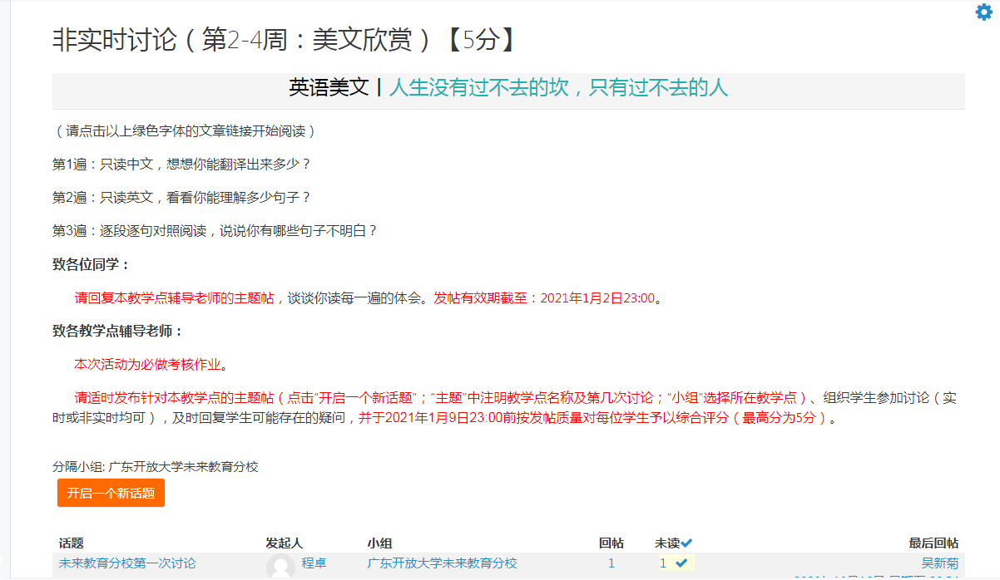 非实时讨论（第2-4周：美文欣赏）【5分】
英语美文丨人生没有过不去的坎，只有过不去的人
（请点击以上绿色字体的文章链接开始阅读）
第1遍：只读中文，想想你能翻译出来多少？
第2遍：只读英文，看看你能理解多少句子？
第3遍：逐段逐句对照阅读，说说你有哪些句子不明白？
致各位同学：
请回复本教学点辅导老师的主题帖，谈谈你读每一遍的体会。发帖有效期截至：2021年1月2日23:00。
致各教学点辅导老师：
本次活动为必做考核作业。
请适时发布针对本教学点的主题帖（点击“开启一个新话题”；“主题”中注明教学点名称及第几次讨论；“小组”选择所在教学点）、组织学生参加讨论（实
时或非实时均可），及时回复学生可能存在的疑问，并于2021年1月9日23:00前按发帖质量对每位学生予以综合评分（最高分为5分）。
分隔小组: 广东开放大学未来教育分校
开启一个新话题
话题 发起人 小组 回帖 未读 最后回帖
未来教育分校第一次讨论 程卓 广东开放大学未来教育分校 1 1 吴新菊